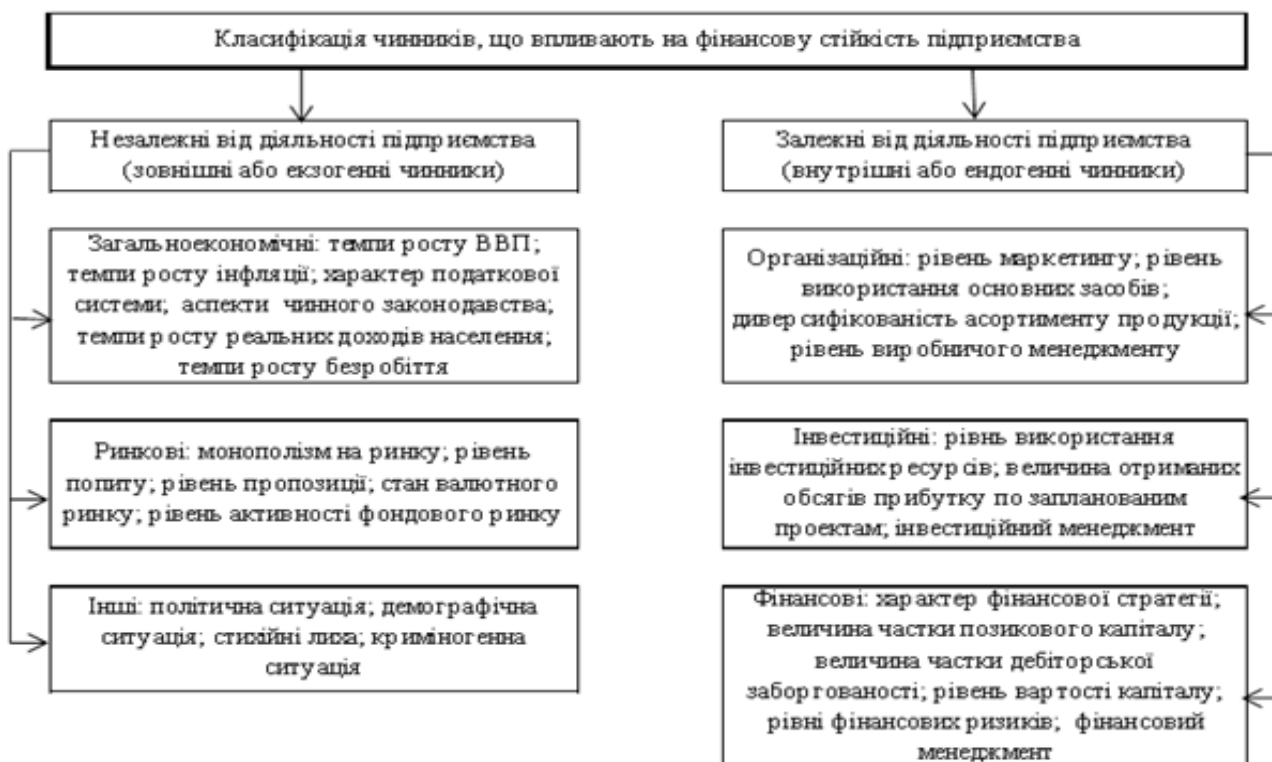 Класифікація чинників, що впливають на фінансову стійкість підприємства
Незалежні від діяльності підприємства
(зовнішні або екзогенні чинники)
Загальноекономічні: темпи росту ВВП;
темпи росту інфляції; характер податкової
системи; аспекти чинного законодавства;
темпи росту реальних доходів населення;
темпи росту безробіття
Ринкові: монополізм на ринку; рівень
попиту; рівень пропозиції; стан валютного
ринку; рівень активності фондового ринку
Інші: політична ситуація; демографічна
ситуація; стихійні лиха; криміногенна
ситуація
Залежні від діяльності підприємства
(внутрішні або ендогенні чинники)
Організаційні: рівень маркетингу; рівень
використання основних засобів;
диверсифікованість асортименту продукції;
рівень виробничого менеджменту
Інвестиційні: рівнь використання
інвестиційних ресурсів; величина отриманих
обсягів прибутку по запланованим
проектам; інвестиційний менеджмент
Фінансові: характер фінансової стратегії;
величина частки позикового капіталу;
величина частки дебіторської
заборгованості; рівень вартості капіталу;
рівні фінансових ризиків; фінансовий
менеджмент